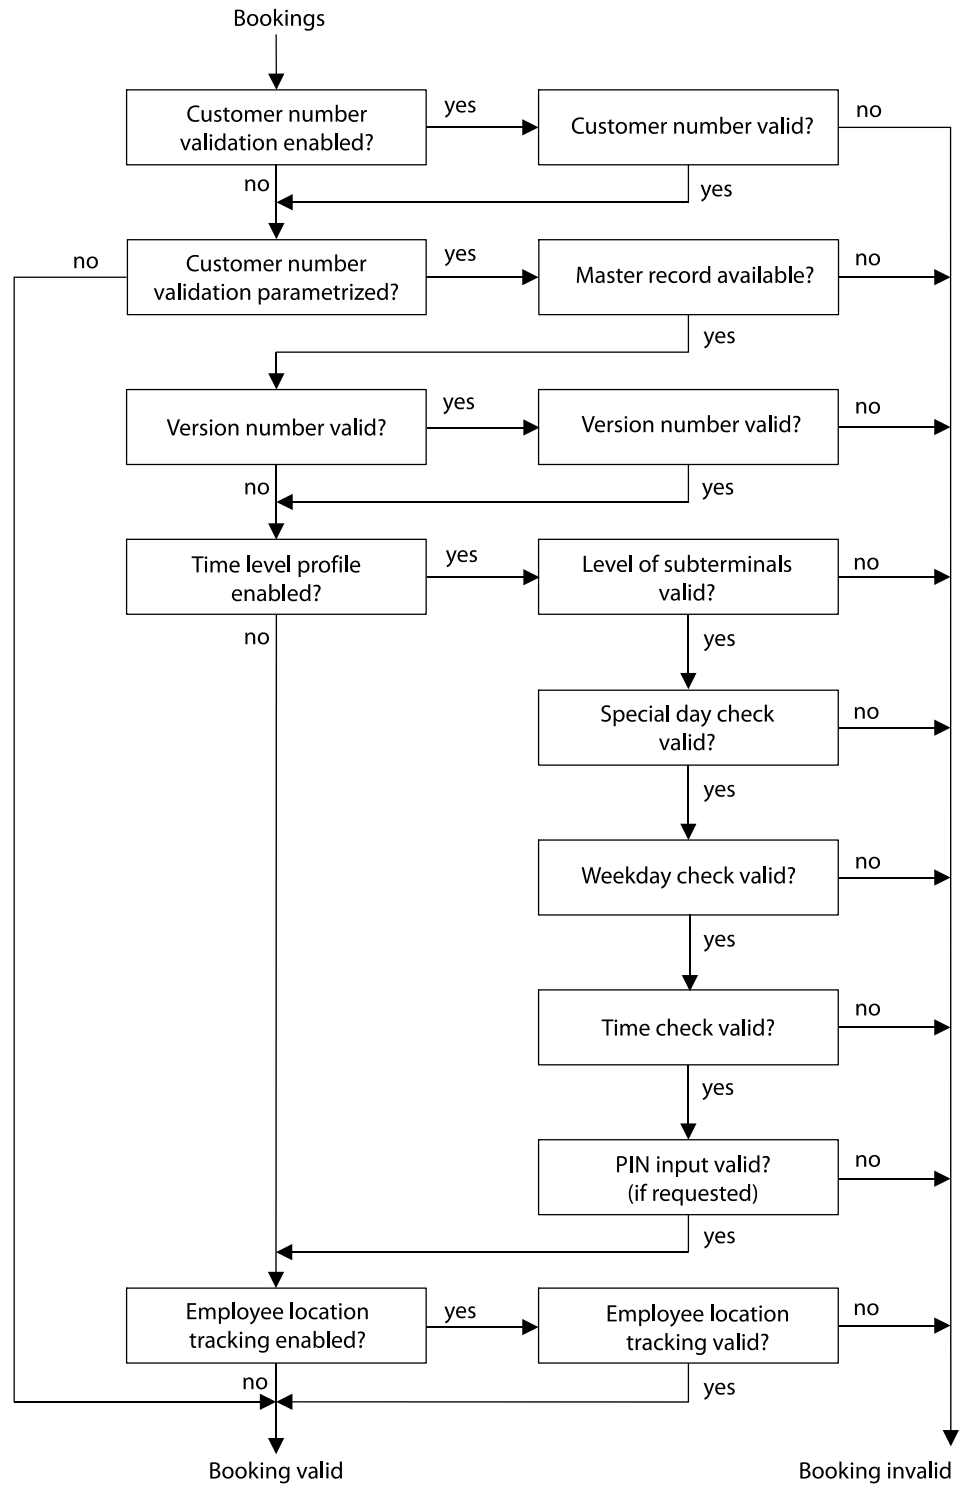 Bookings
Customer number
validation enabled?
yes
Customer number valid?
no
no
yes
no
Customer number
validation parametrized?
yes
Master record available?
no
yes
Version number valid?
yes
Version number valid?
no
no
yes
Time level profile
enabled?
yes
Level of subterminals
valid?
no
no
yes
Special day check
valid?
no
yes
Weekday check valid?
no
yes
Time check valid?
no
yes
PIN input valid?
(if requested)
no
yes
Employee location
tracking enabled?
yes
Employee location
tracking valid?
no
no
yes
Booking valid
Booking invalid